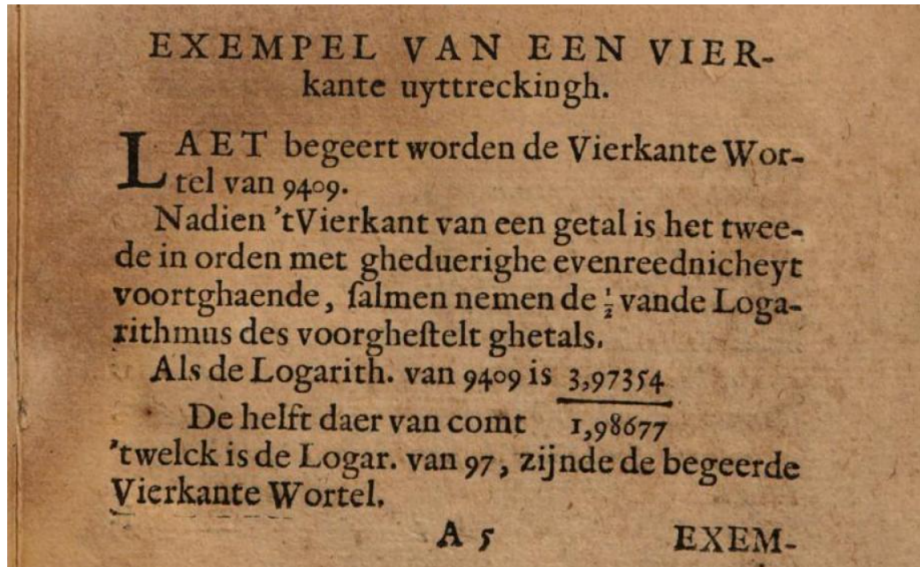 EXEMPEL VAN EEN VIER-
kante uyttreckingh.
LAET begeert worden de Vierkante Wor-
tel van 9409.
Nadien 'tVierkant van een getal is het twee-
de in orden met gheduerighe evenreednicheyt
voortghaende, salmen nemen de ½ vande Loga-
rithmus des voorghestelt ghetals.
Als de Logarith. van 9409 is 3,97354
De helft daer van comt 1,98677
'twelck is de Logar. van 97, zijnde de begeerde
Vierkante Wortel.
A 5 EXEM-